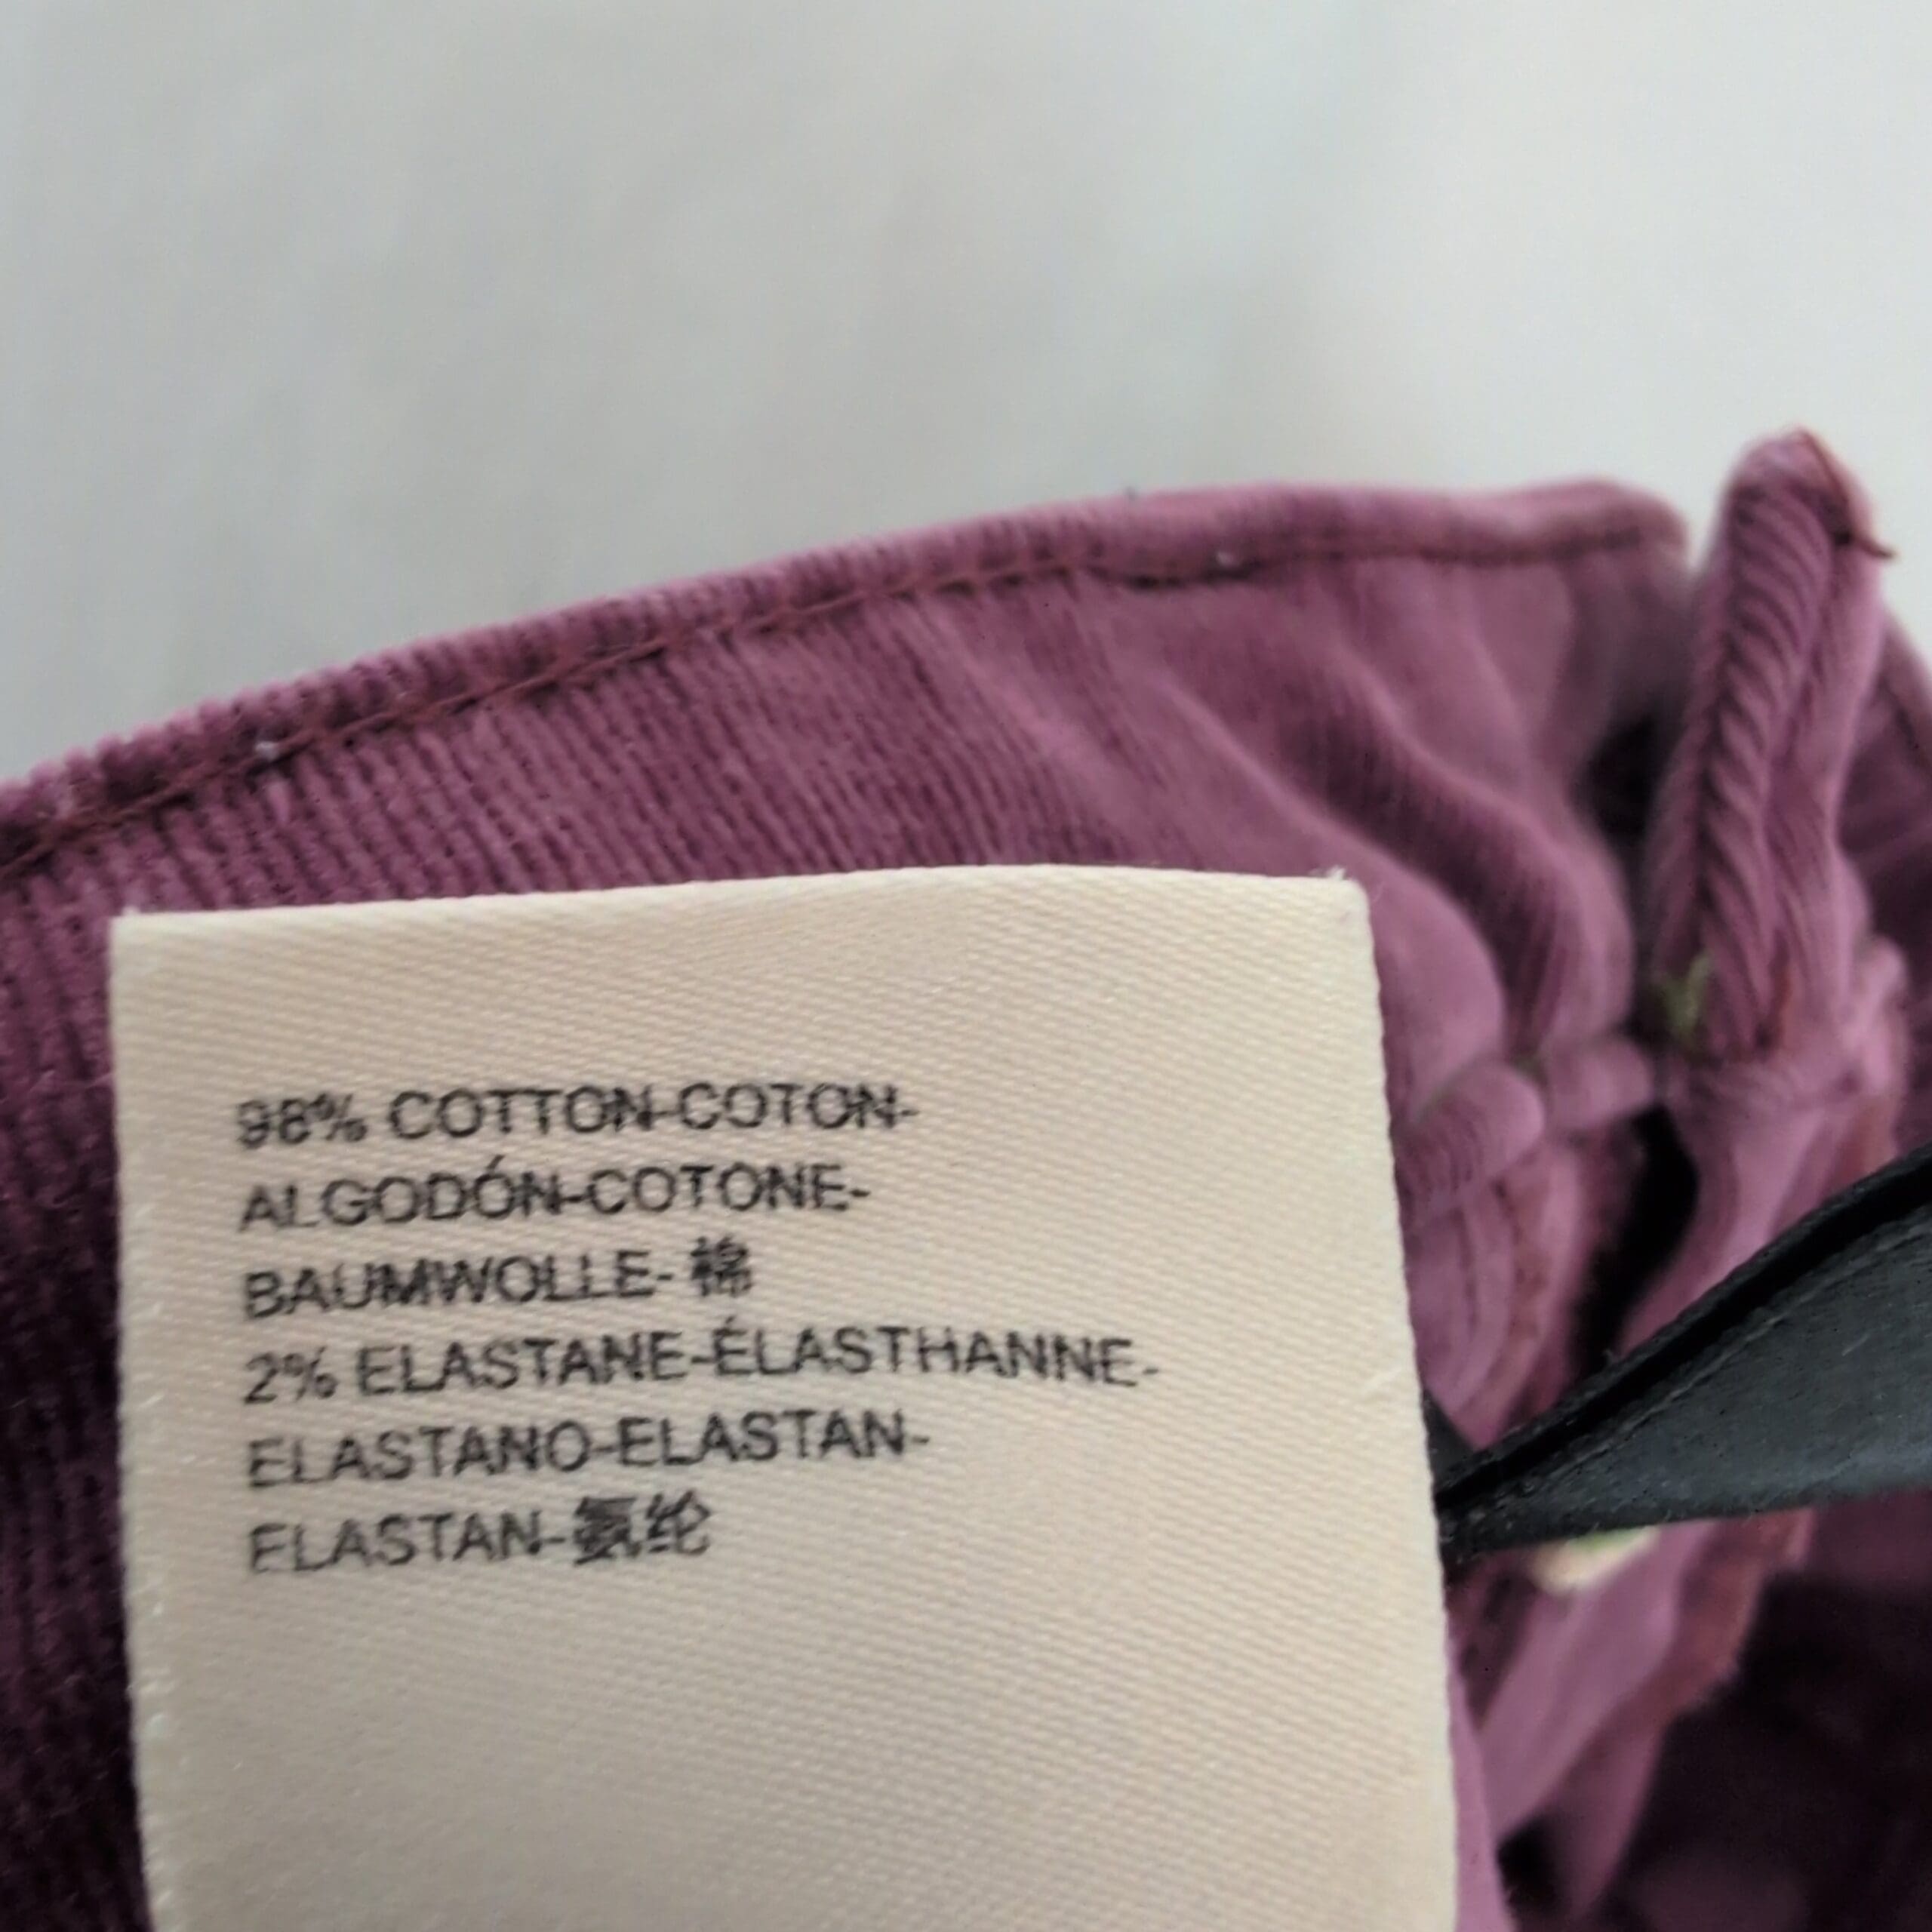 98% COTTON-COTON-
ALGODÓN-COTONE-
BAUMWOLLE-棉
2% ELASTANE-ÉLASTHANNE-
ELASTANO-ELASTAN-
ELASTAN-氨纶